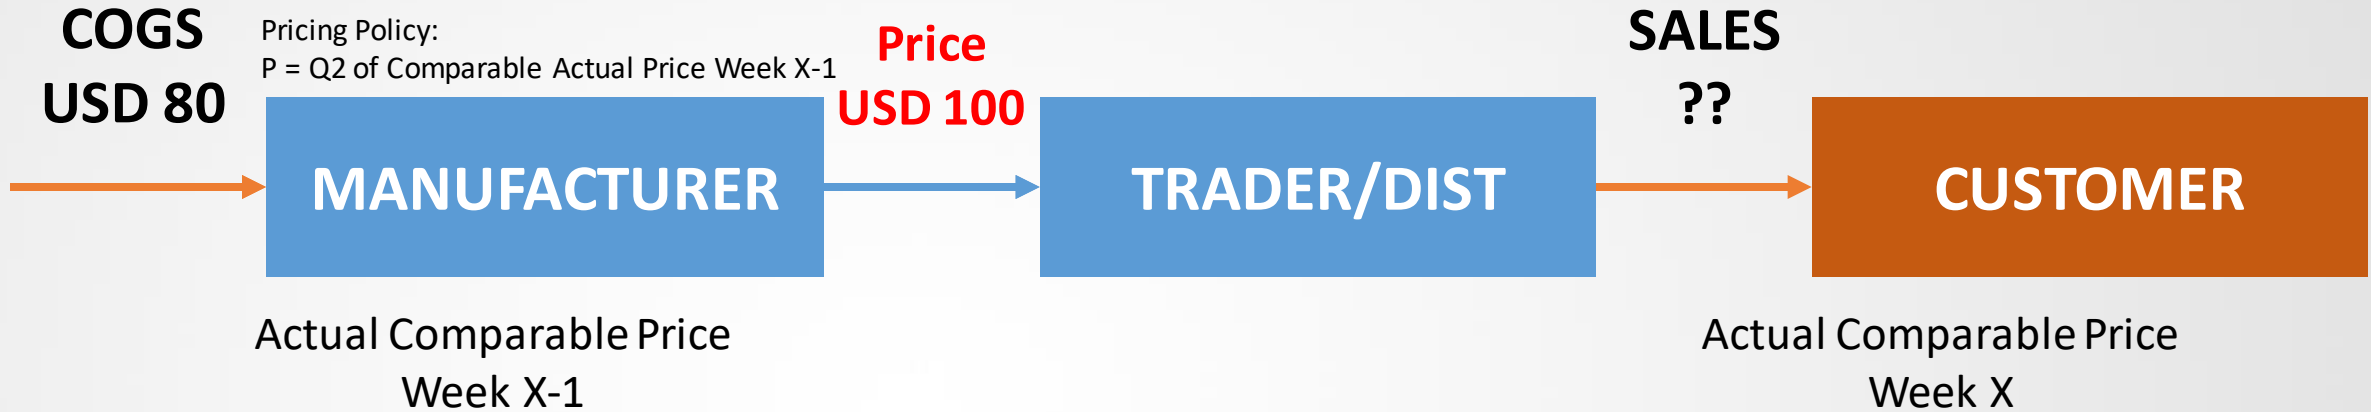 COGS
USD 80
Pricing Policy:
P = Q2 of Comparable Actual Price Week X-1
Price
USD 100
SALES
??
MANUFACTURER
TRADER/DIST
CUSTOMER
Actual Comparable Price
Week X-1
Actual Comparable Price
Week X